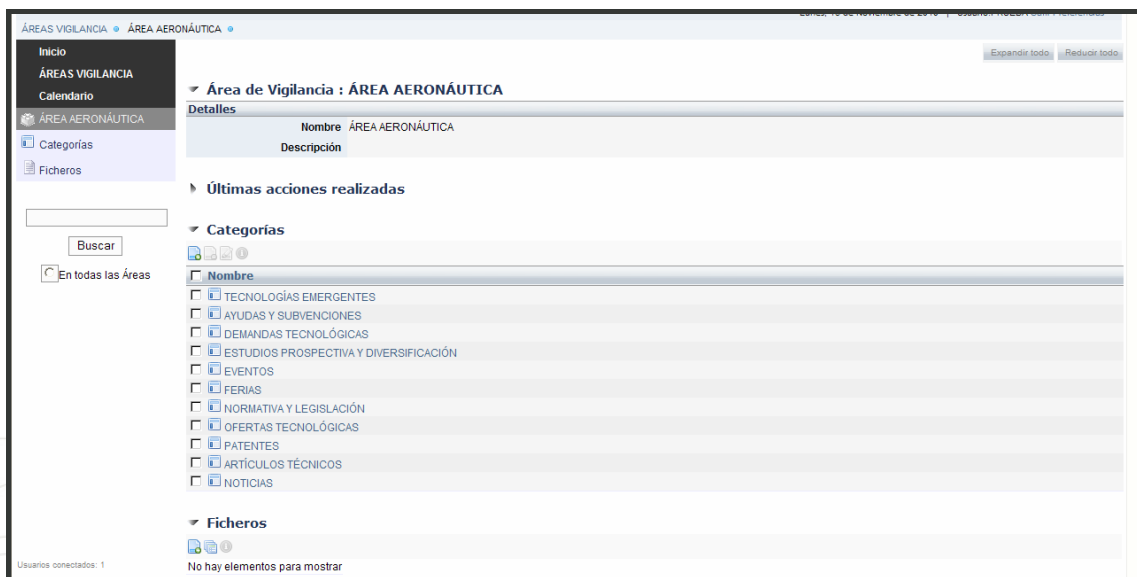 ÁREAS VIGILANCIA ÁREA AERONÁUTICA
Inicio
ÁREAS VIGILANCIA
Calendario
ÁREA AERONÁUTICA
Categorías
Ficheros
Buscar
En todas las Áreas
Usuarios conectados: 1
Expandir todo Reducir todo
Área de Vigilancia : ÁREA AERONÁUTICA
Detalles
Nombre ÁREA AERONÁUTICA
Descripción
Últimas acciones realizadas
Categorías
Nombre
TECNOLOGÍAS EMERGENTES
AYUDAS Y SUBVENCIONES
DEMANDAS TECNOLÓGICAS
ESTUDIOS PROSPECTIVA Y DIVERSIFICACIÓN
EVENTOS
FERIAS
NORMATIVA Y LEGISLACIÓN
OFERTAS TECNOLÓGICAS
PATENTES
ARTÍCULOS TÉCNICOS
NOTICIAS
Ficheros
No hay elementos para mostrar